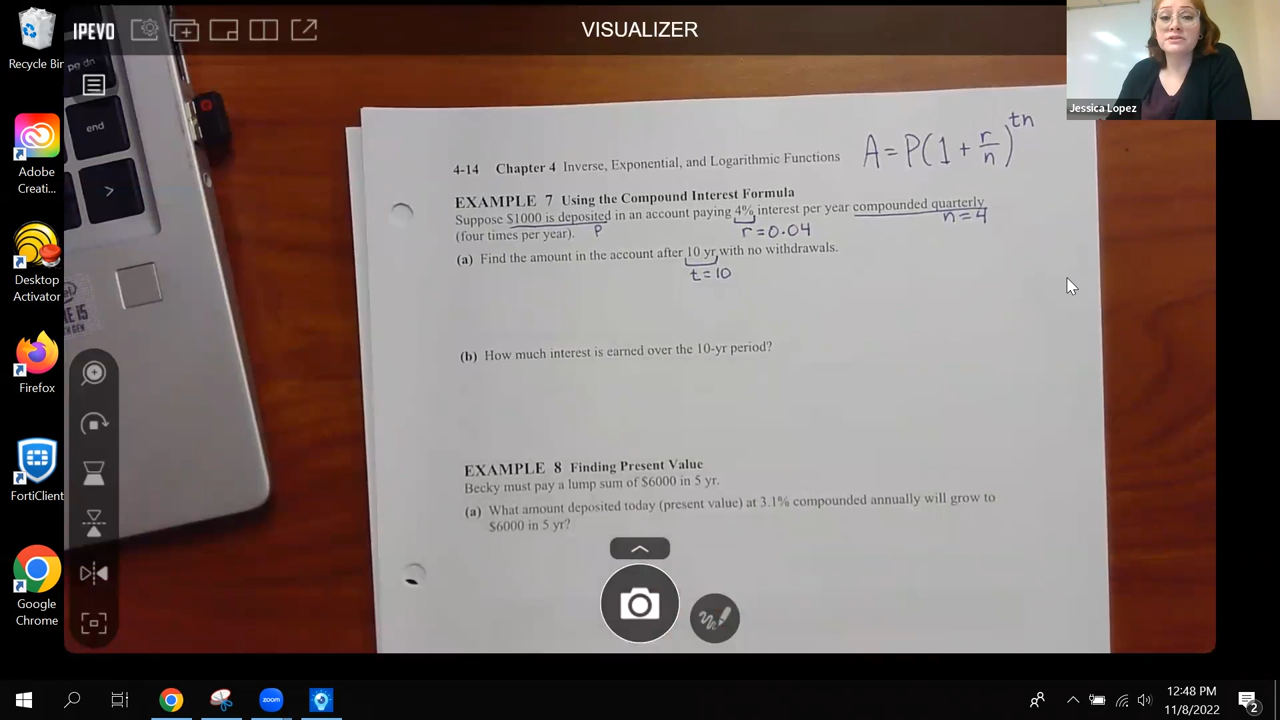 Recycle Bin
Adobe
Creati...
Desktop
Activator
Firefox
FortiClient
Google
Chrome
IPEVO
VISUALIZER
Jessica Lopez
pg dn
end
>
A = P(1 + r/n)^tn
4-14 Chapter 4 Inverse, Exponential, and Logarithmic Functions
EXAMPLE 7 Using the Compound Interest Formula
Suppose $1000 is deposited in an account paying 4% interest per year compounded quarterly
(four times per year).
P
r = 0.04
n = 4
(a) Find the amount in the account after 10 yr with no withdrawals.
t = 10
(b) How much interest is earned over the 10-yr period?
EXAMPLE 8 Finding Present Value
Becky must pay a lump sum of $6000 in 5 yr.
(a) What amount deposited today (present value) at 3.1% compounded annually will grow to
$6000 in 5 yr?
zoom
12:48 PM
11/8/2022
2